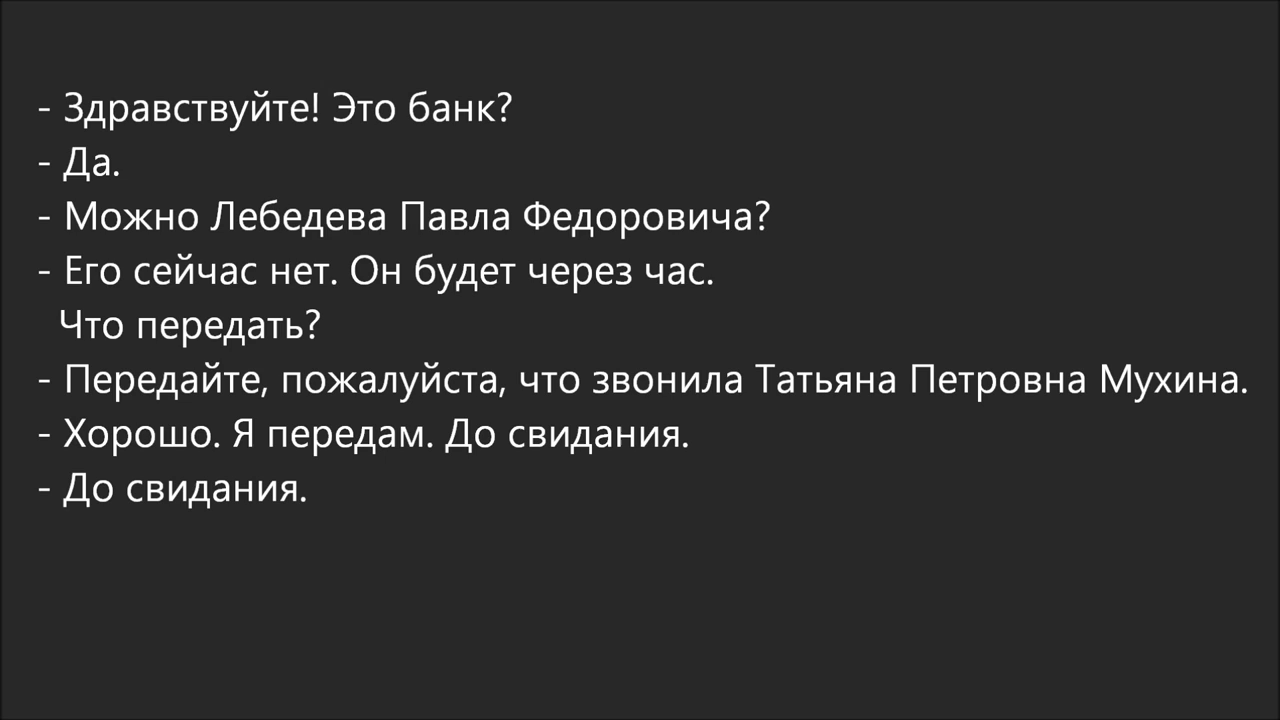 - Здравствуйте! Это банк?
- Да.
- Можно Лебедева Павла Федоровича?
- Его сейчас нет. Он будет через час.
Что передать?
- Передайте, пожалуйста, что звонила Татьяна Петровна Мухина.
- Хорошо. Я передам. До свидания.
- До свидания.